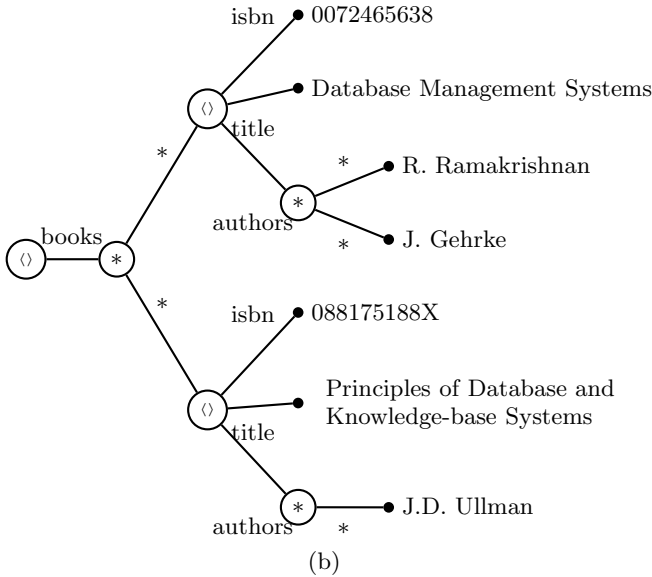 isbn
0072465638
⟨⟩
Database Management Systems
title
*
*
R. Ramakrishnan
*
authors
*
J. Gehrke
books
⟨⟩
*
*
isbn
088175188X
Principles of Database and
Knowledge-base Systems
⟨⟩
title
*
J.D. Ullman
authors
*
(b)